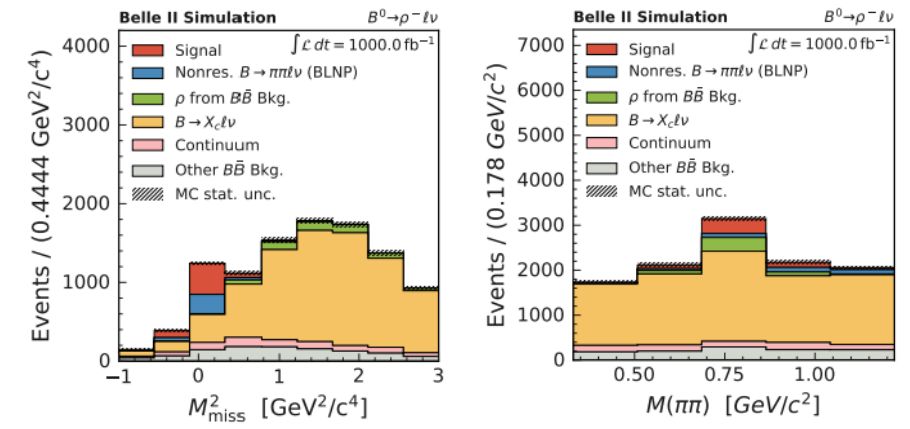 Belle II Simulation B⁰→ρ⁻ℓν
∫ℒ dt = 1000.0 fb⁻¹
Signal
Nonres. B→ππℓν (BLNP)
ρ from BB̄ Bkg.
B→X_cℓν
Continuum
Other BB̄ Bkg.
MC stat. unc.
Events / (0.4444 GeV²/c⁴)
4000
3000
2000
1000
0
−1 0 1 2 3
M²_miss [GeV²/c⁴]
Belle II Simulation B⁰→ρ⁻ℓν
∫ℒ dt = 1000.0 fb⁻¹
Signal
Nonres. B→ππℓν (BLNP)
ρ from BB̄ Bkg.
B→X_cℓν
Continuum
Other BB̄ Bkg.
MC stat. unc.
Events / (0.178 GeV/c²)
7000
6000
5000
4000
3000
2000
1000
0
0.50 0.75 1.00
M(ππ) [GeV/c²]